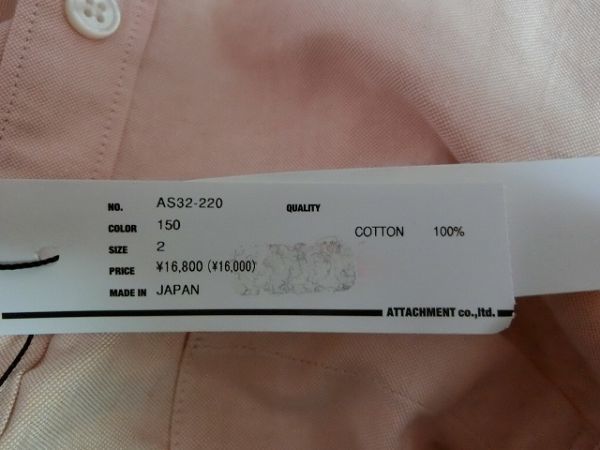 NO. AS32-220 QUALITY
COLOR 150 COTTON 100%
SIZE 2
PRICE ¥16,800 (¥16,000)
MADE IN JAPAN
ATTACHMENT co.,ltd.